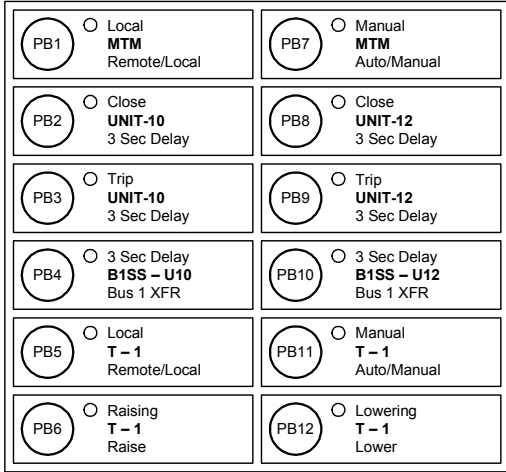 PB1
Local
MTM
Remote/Local
PB7
Manual
MTM
Auto/Manual
PB2
Close
UNIT-10
3 Sec Delay
PB8
Close
UNIT-12
3 Sec Delay
PB3
Trip
UNIT-10
3 Sec Delay
PB9
Trip
UNIT-12
3 Sec Delay
PB4
3 Sec Delay
B1SS – U10
Bus 1 XFR
PB10
3 Sec Delay
B1SS – U12
Bus 1 XFR
PB5
Local
T – 1
Remote/Local
PB11
Manual
T – 1
Auto/Manual
PB6
Raising
T – 1
Raise
PB12
Lowering
T – 1
Lower